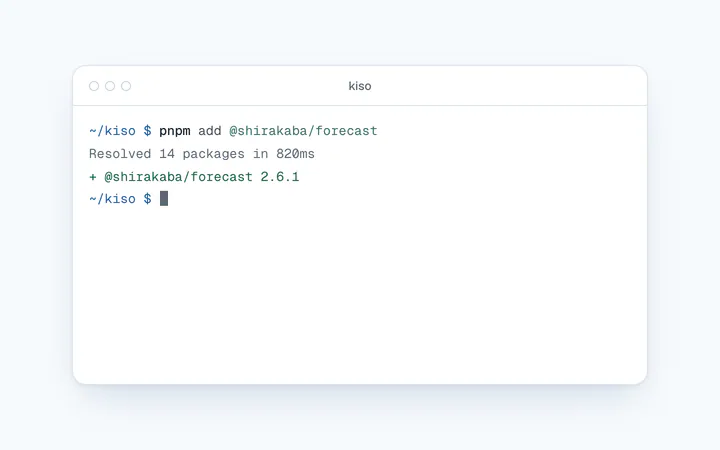 kiso
~/kiso $ pnpm add @shirakaba/forecast
Resolved 14 packages in 820ms
+ @shirakaba/forecast 2.6.1
~/kiso $